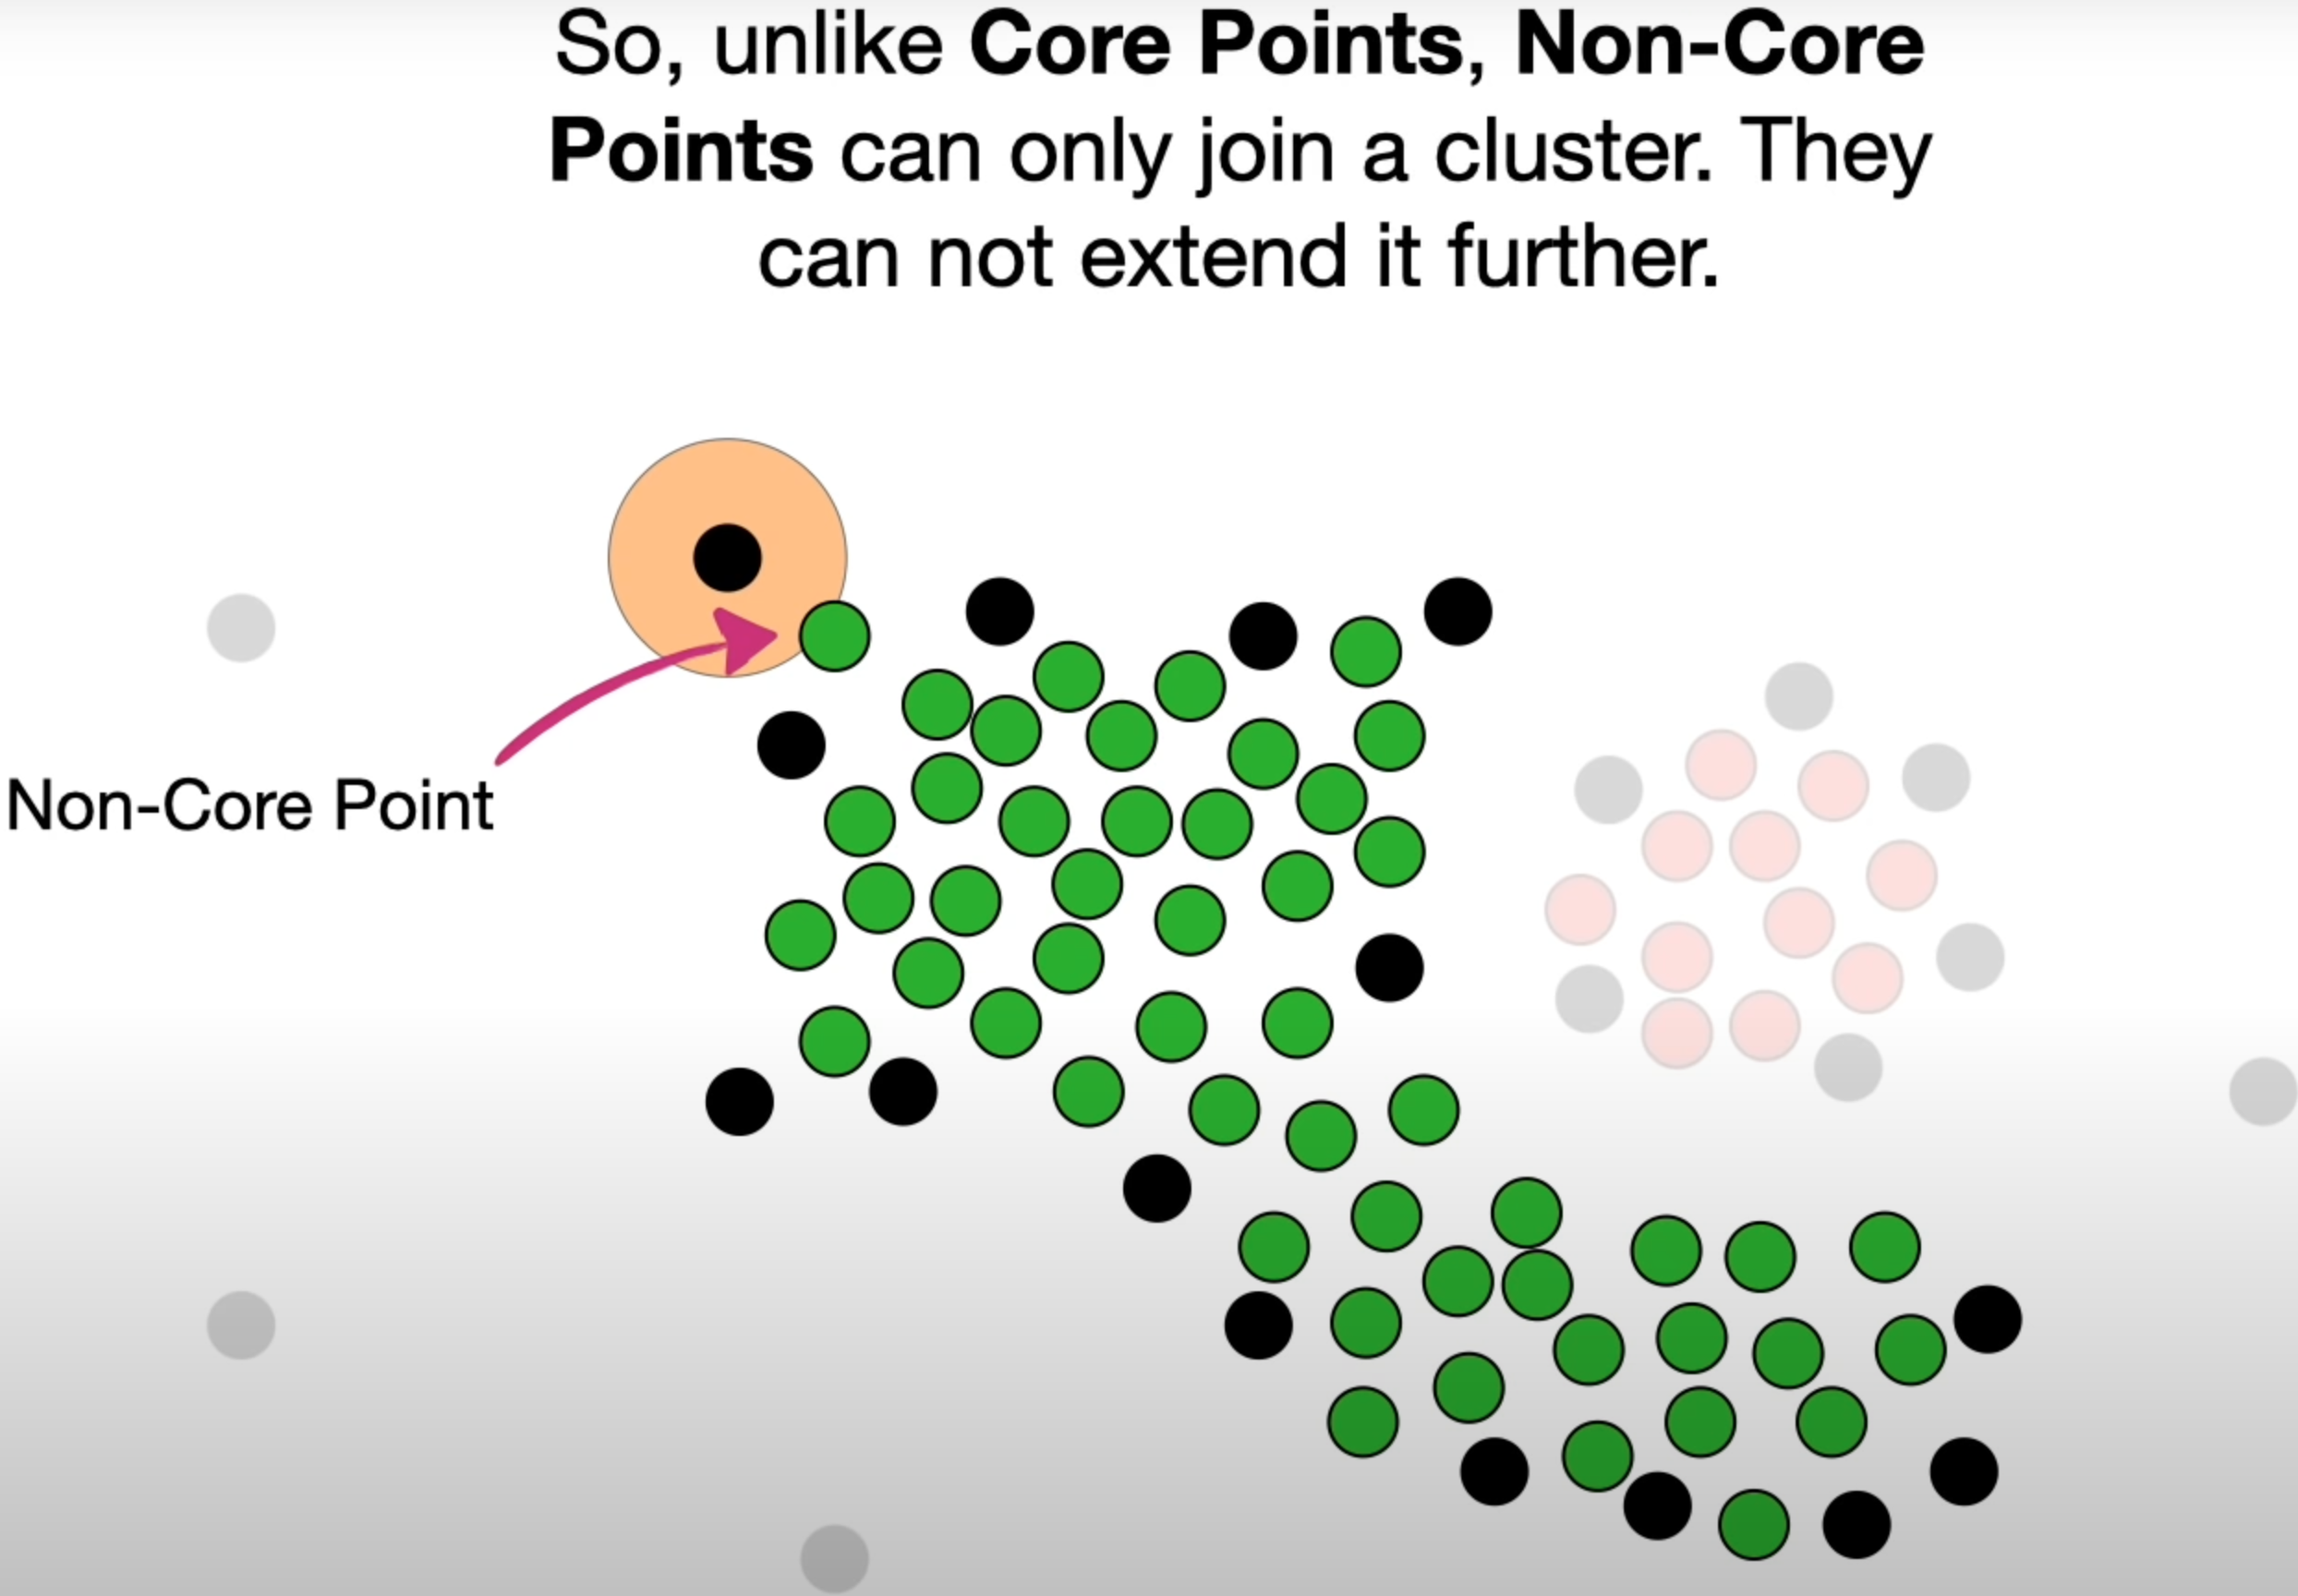 So, unlike Core Points, Non-Core
Points can only join a cluster. They
can not extend it further.
Non-Core Point